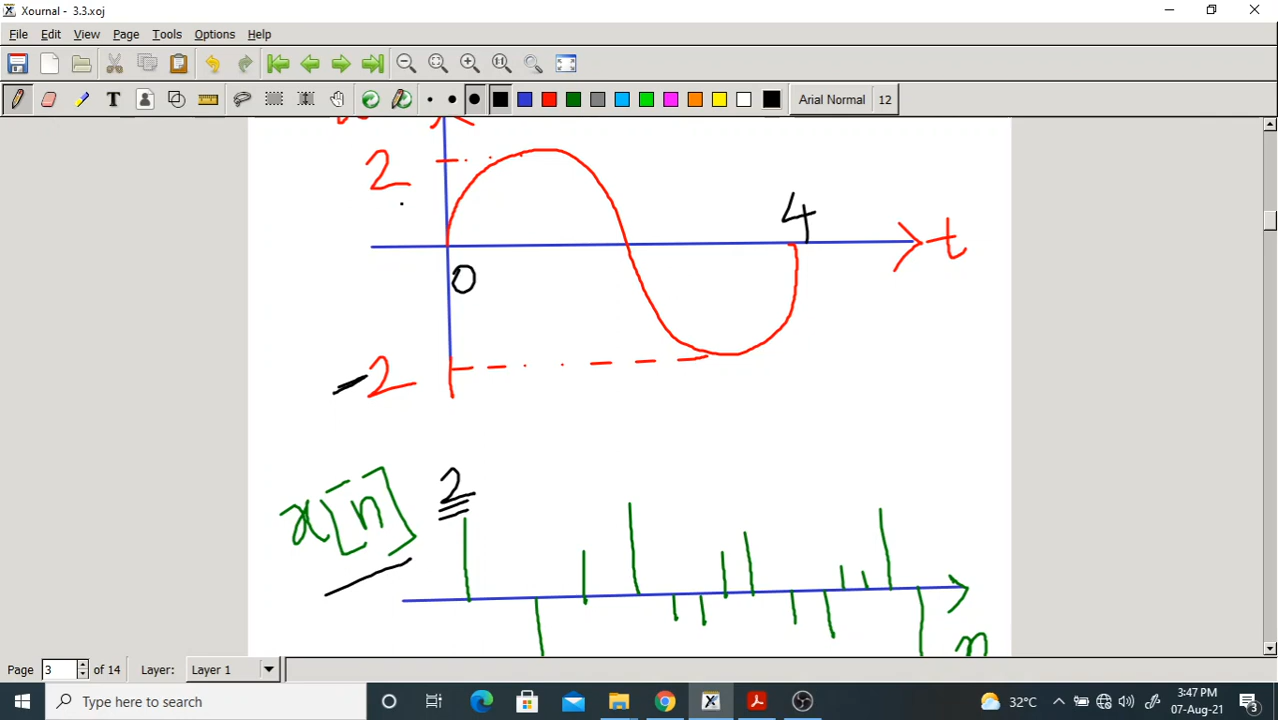 Xournal - 3.3.xoj
File Edit View Page Tools Options Help
Arial Normal 12
2
4
t
0
-2
x[n]
2
n
Page 3 of 14 Layer: Layer 1
Type here to search
32°C
3:47 PM
07-Aug-21
3